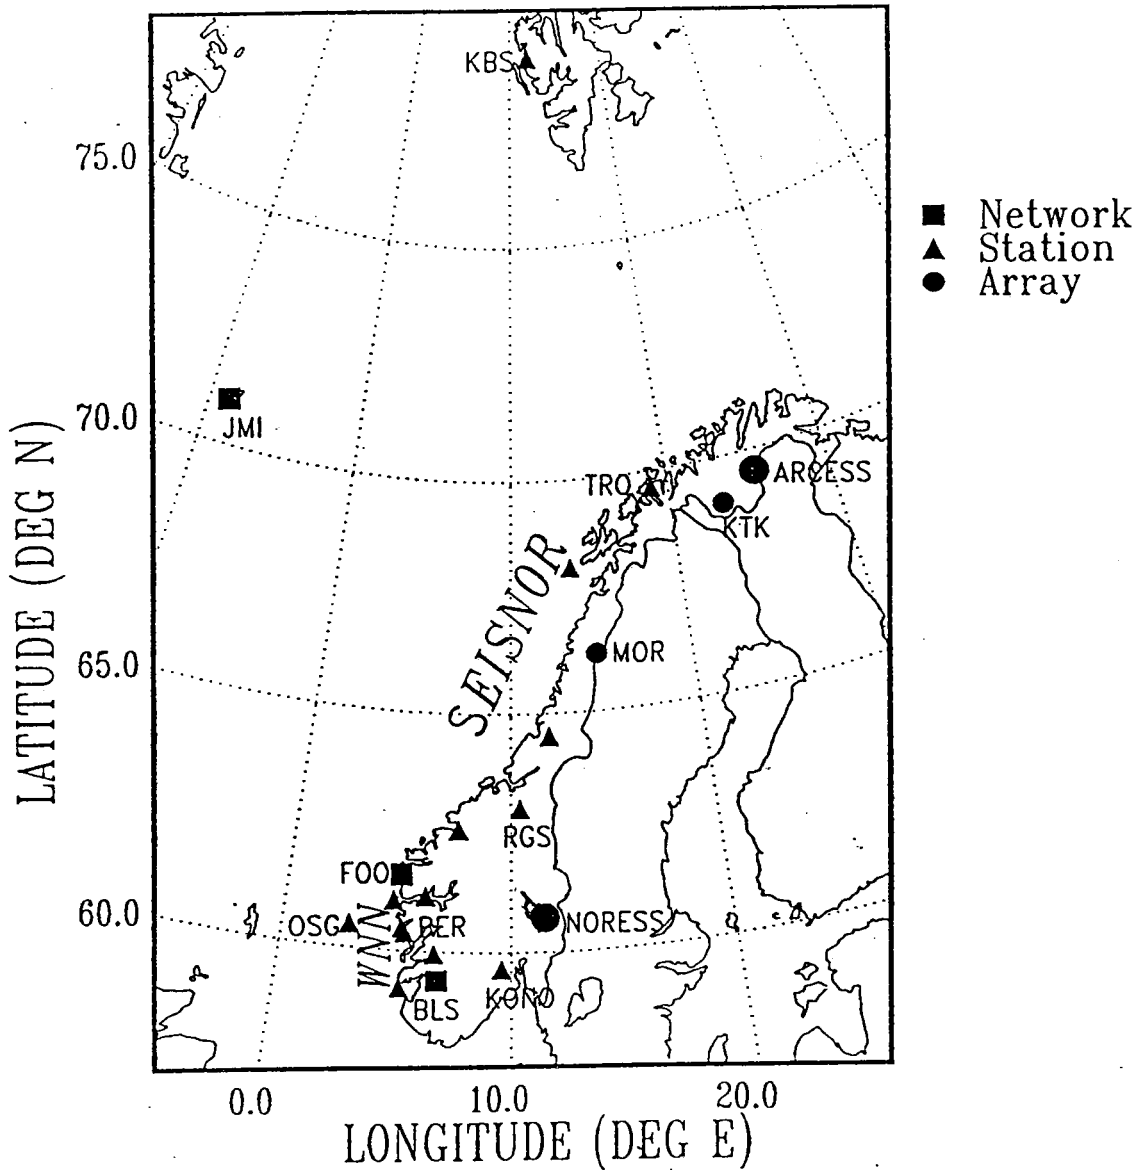 KBS
75.0
Network
Station
Array
70.0
JMI
TRO
ARCESS
KTK
SEISNOR
MOR
65.0
LATITUDE (DEG N)
RGS
FOO
60.0
OSG
WNN
BER
NORESS
BLS
KONO
0.0
10.0
20.0
LONGITUDE (DEG E)